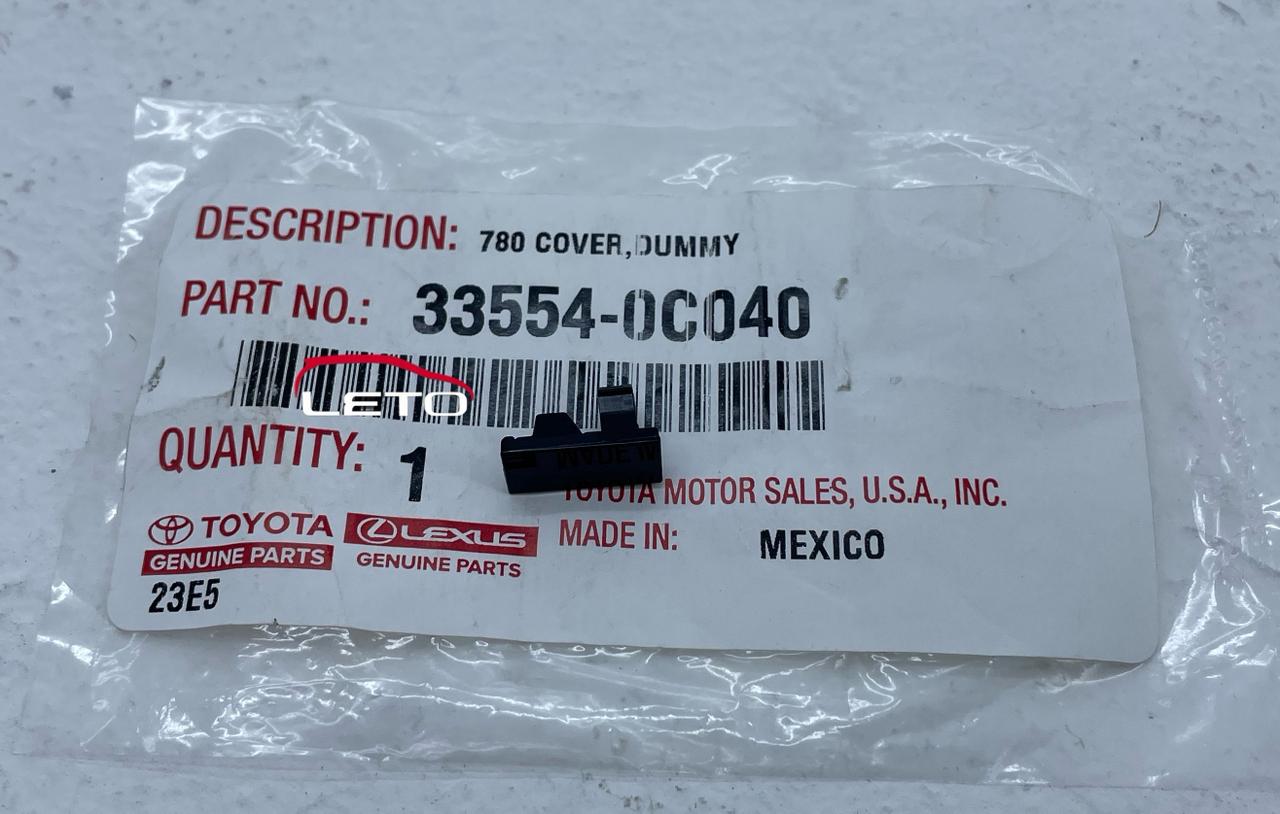 DESCRIPTION: 780 COVER,DUMMY
PART NO.: 33554-0C040
LETO
QUANTITY: 1
TOYOTA MOTOR SALES, U.S.A., INC.
TOYOTA
GENUINE PARTS
LEXUS
GENUINE PARTS
MADE IN: MEXICO
23E5